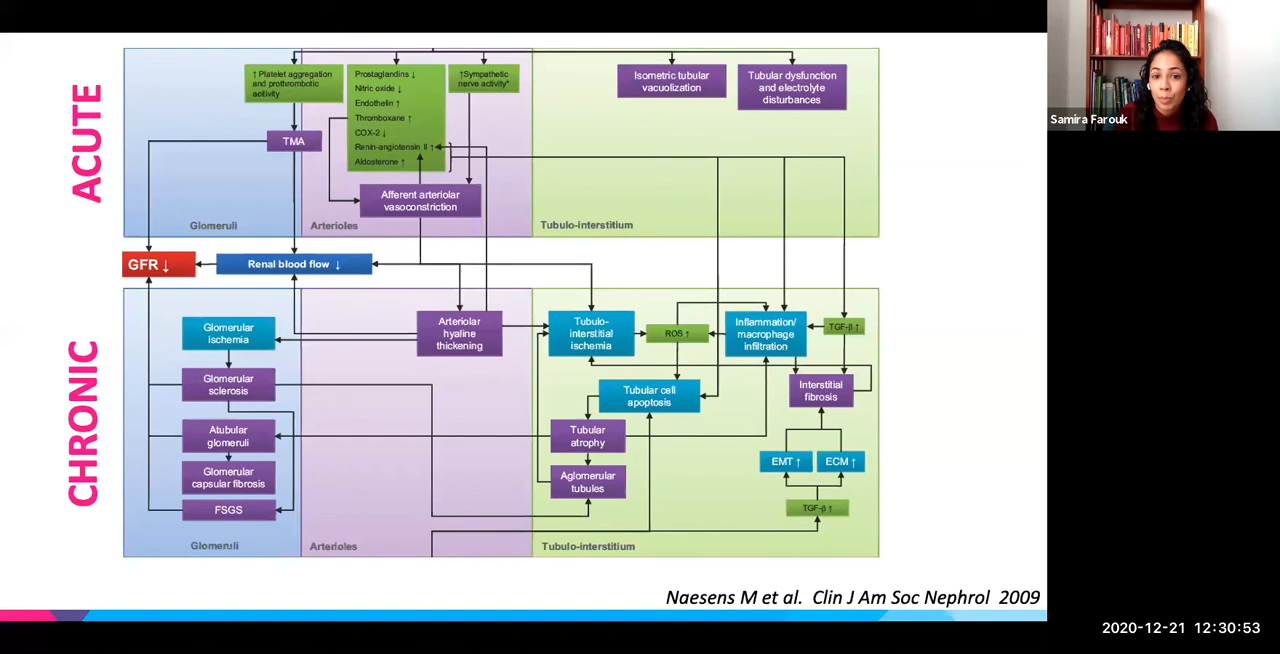 ACUTE
↑ Platelet aggregation
and prothrombotic
acitivity
Prostaglandins ↓
Nitric oxide ↓
Endothelin ↑
Thromboxane ↑
COX-2 ↓
Renin-angiotensin II ↑
Aldosterone ↑
↑Sympathetic
nerve activity*
Isometric tubular
vacuolization
Tubular dysfunction
and electrolyte
disturbances
TMA
Afferent arteriolar
vasoconstriction
Glomeruli
Arterioles
Tubulo-interstitium
GFR ↓
Renal blood flow ↓
CHRONIC
Glomerular
ischemia
Arteriolar
hyaline
thickening
Tubulo-
interstitial
ischemia
ROS ↑
Inflammation/
macrophage
infiltration
TGF-β ↑
Glomerular
sclerosis
Tubular cell
apoptosis
Interstitial
fibrosis
Atubular
glomeruli
Tubular
atrophy
Glomerular
capsular fibrosis
Aglomerular
tubules
EMT ↑
ECM ↑
FSGS
TGF-β ↑
Glomeruli
Arterioles
Tubulo-interstitium
Naesens M et al. Clin J Am Soc Nephrol 2009
Samira Farouk
2020-12-21 12:30:53